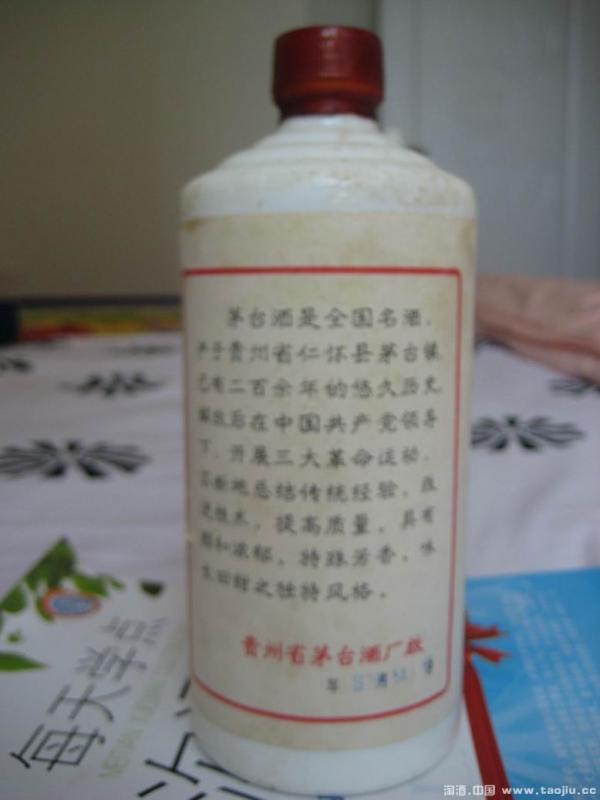 茅台酒是全国名酒，
产于贵州省仁怀县茅台镇，
已有二百余年的悠久历史，
解放后在中国共产党领导
下，开展三大革命运动，
不断地总结传统经验，改
进技术，提高质量，具有
醇和浓郁，特殊芳香，味
长回甜之独特风格。
贵州省茅台酒厂啟
年
每天学点
MEITIAN XUEDIAN
淘酒.中国 www.taojiu.cc